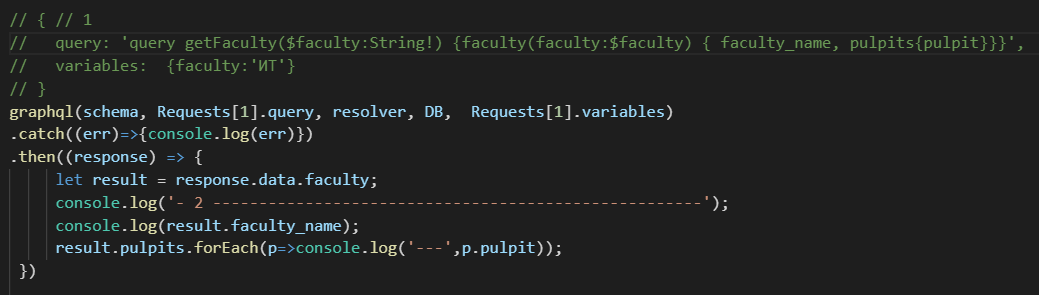 // { // 1
//   query: 'query getFaculty($faculty:String!) {faculty(faculty:$faculty) { faculty_name, pulpits{pulpit}}}',
//   variables:  {faculty:'ИТ'}
// }
graphql(schema, Requests[1].query, resolver, DB,  Requests[1].variables)
.catch((err)=>{console.log(err)})
.then((response) => {
     let result = response.data.faculty;
     console.log('- 2 -----------------------------------------------------');
     console.log(result.faculty_name);
     result.pulpits.forEach(p=>console.log('---',p.pulpit));
 })